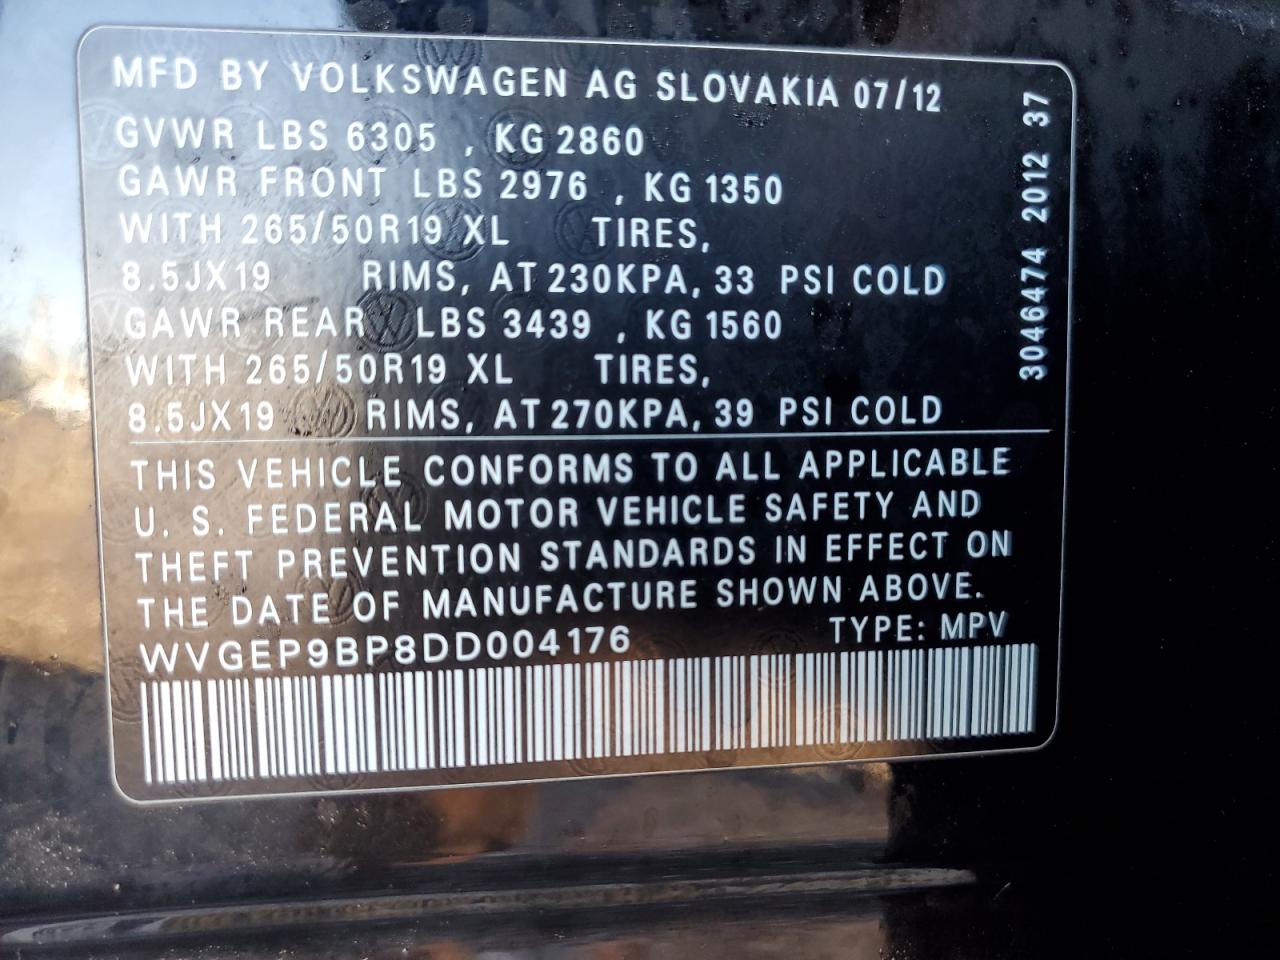 MFD BY VOLKSWAGEN AG SLOVAKIA 07/12
GVWR LBS 6305 , KG 2860
GAWR FRONT LBS 2976 , KG 1350
WITH 265/50R19 XL TIRES,
8.5JX19 RIMS, AT 230KPA, 33 PSI COLD
GAWR REAR LBS 3439 , KG 1560
WITH 265/50R19 XL TIRES,
8.5JX19 RIMS, AT 270KPA, 39 PSI COLD
THIS VEHICLE CONFORMS TO ALL APPLICABLE
U. S. FEDERAL MOTOR VEHICLE SAFETY AND
THEFT PREVENTION STANDARDS IN EFFECT ON
THE DATE OF MANUFACTURE SHOWN ABOVE.
WVGEP9BP8DD004176 TYPE: MPV
3046474 2012 37